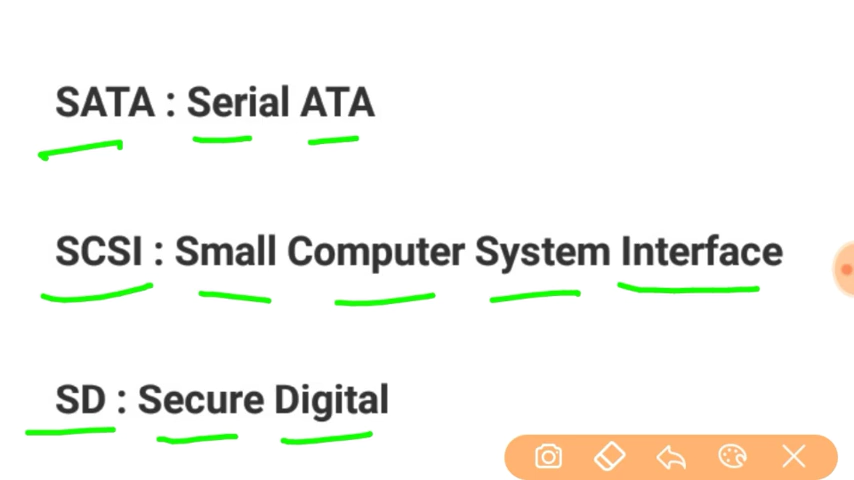 SATA : Serial ATA
SCSI : Small Computer System Interface
SD : Secure Digital